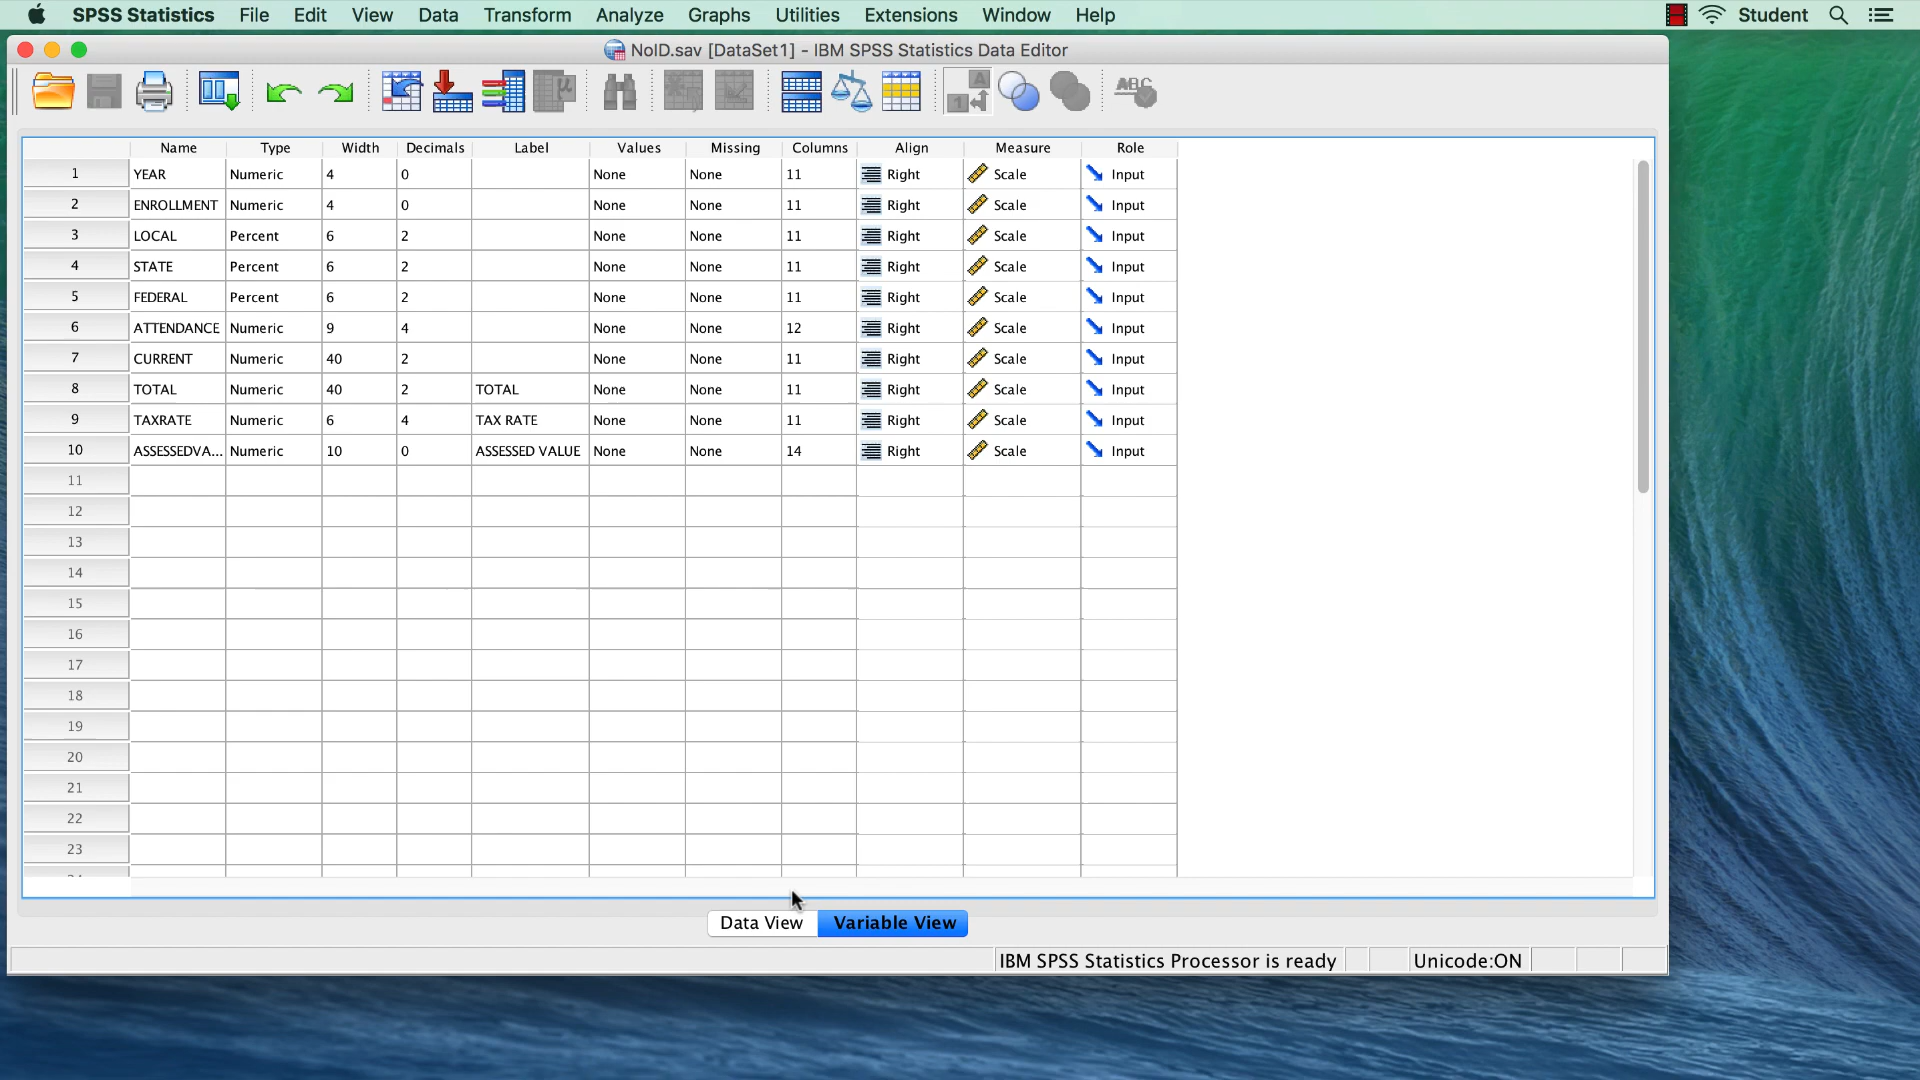 SPSS Statistics File Edit View Data Transform Analyze Graphs Utilities Extensions Window Help Student
NoID.sav [DataSet1] - IBM SPSS Statistics Data Editor
Name Type Width Decimals Label Values Missing Columns Align Measure Role
1 YEAR Numeric 4 0 None None 11 Right Scale Input
2 ENROLLMENT Numeric 4 0 None None 11 Right Scale Input
3 LOCAL Percent 6 2 None None 11 Right Scale Input
4 STATE Percent 6 2 None None 11 Right Scale Input
5 FEDERAL Percent 6 2 None None 11 Right Scale Input
6 ATTENDANCE Numeric 9 4 None None 12 Right Scale Input
7 CURRENT Numeric 40 2 None None 11 Right Scale Input
8 TOTAL Numeric 40 2 TOTAL None None 11 Right Scale Input
9 TAXRATE Numeric 6 4 TAX RATE None None 11 Right Scale Input
10 ASSESSEDVA... Numeric 10 0 ASSESSED VALUE None None 14 Right Scale Input
11
12
13
14
15
16
17
18
19
20
21
22
23
Data View Variable View
IBM SPSS Statistics Processor is ready Unicode:ON